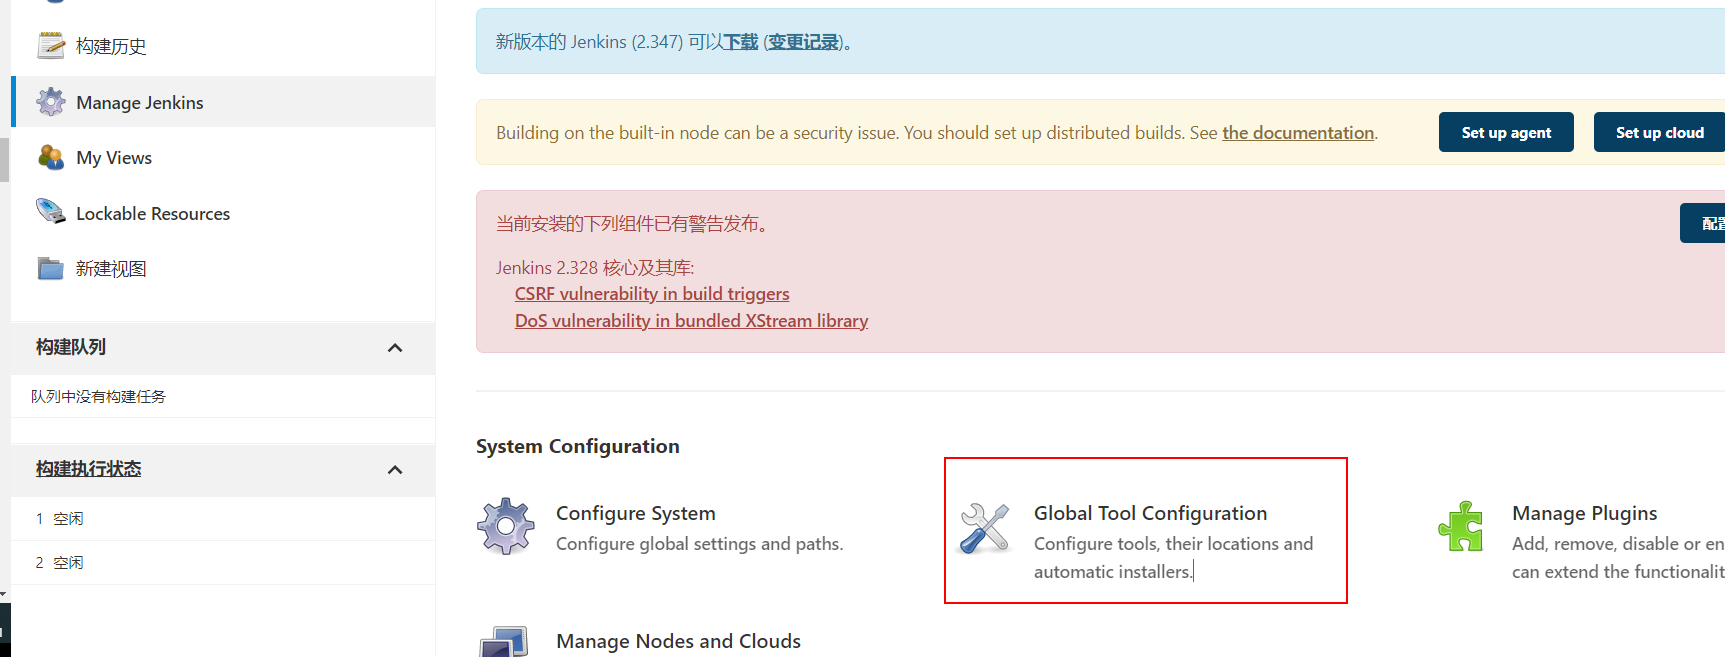 构建历史
Manage Jenkins
My Views
Lockable Resources
新建视图
构建队列
队列中没有构建任务
构建执行状态
1 空闲
2 空闲
新版本的 Jenkins (2.347) 可以下载 (变更记录)。
Building on the built-in node can be a security issue. You should set up distributed builds. See the documentation.
Set up agent
Set up cloud
当前安装的下列组件已有警告发布。
配置
Jenkins 2.328 核心及其库:
CSRF vulnerability in build triggers
DoS vulnerability in bundled XStream library
System Configuration
Configure System
Configure global settings and paths.
Global Tool Configuration
Configure tools, their locations and
automatic installers.
Manage Plugins
Add, remove, disable or en
can extend the functionalit
Manage Nodes and Clouds